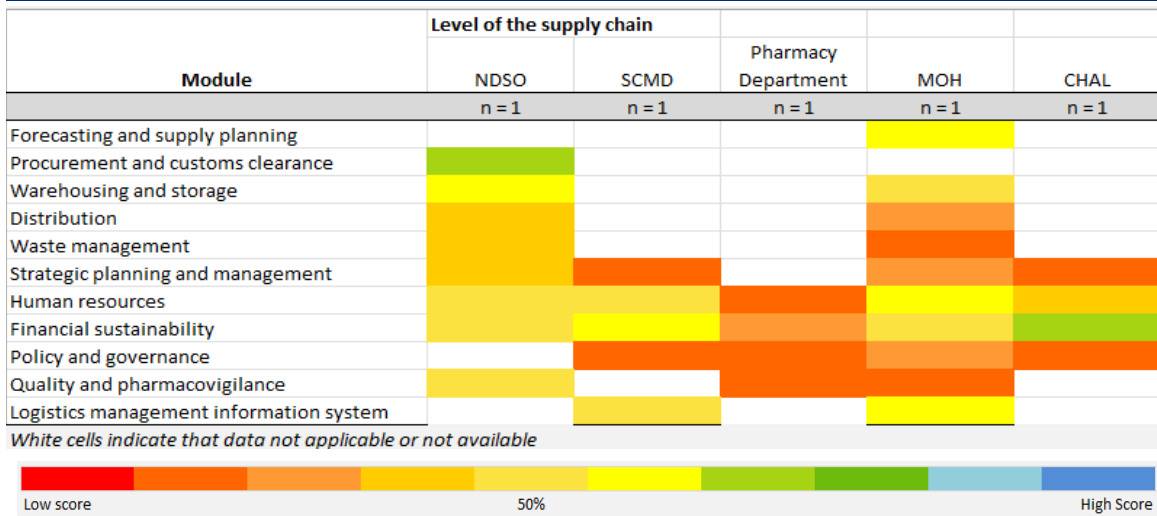 Level of the supply chain
Pharmacy
Module NDSO SCMD Department MOH CHAL
n = 1 n = 1 n = 1 n = 1 n = 1
Forecasting and supply planning
Procurement and customs clearance
Warehousing and storage
Distribution
Waste management
Strategic planning and management
Human resources
Financial sustainability
Policy and governance
Quality and pharmacovigilance
Logistics management information system
White cells indicate that data not applicable or not available
Low score 50% High Score